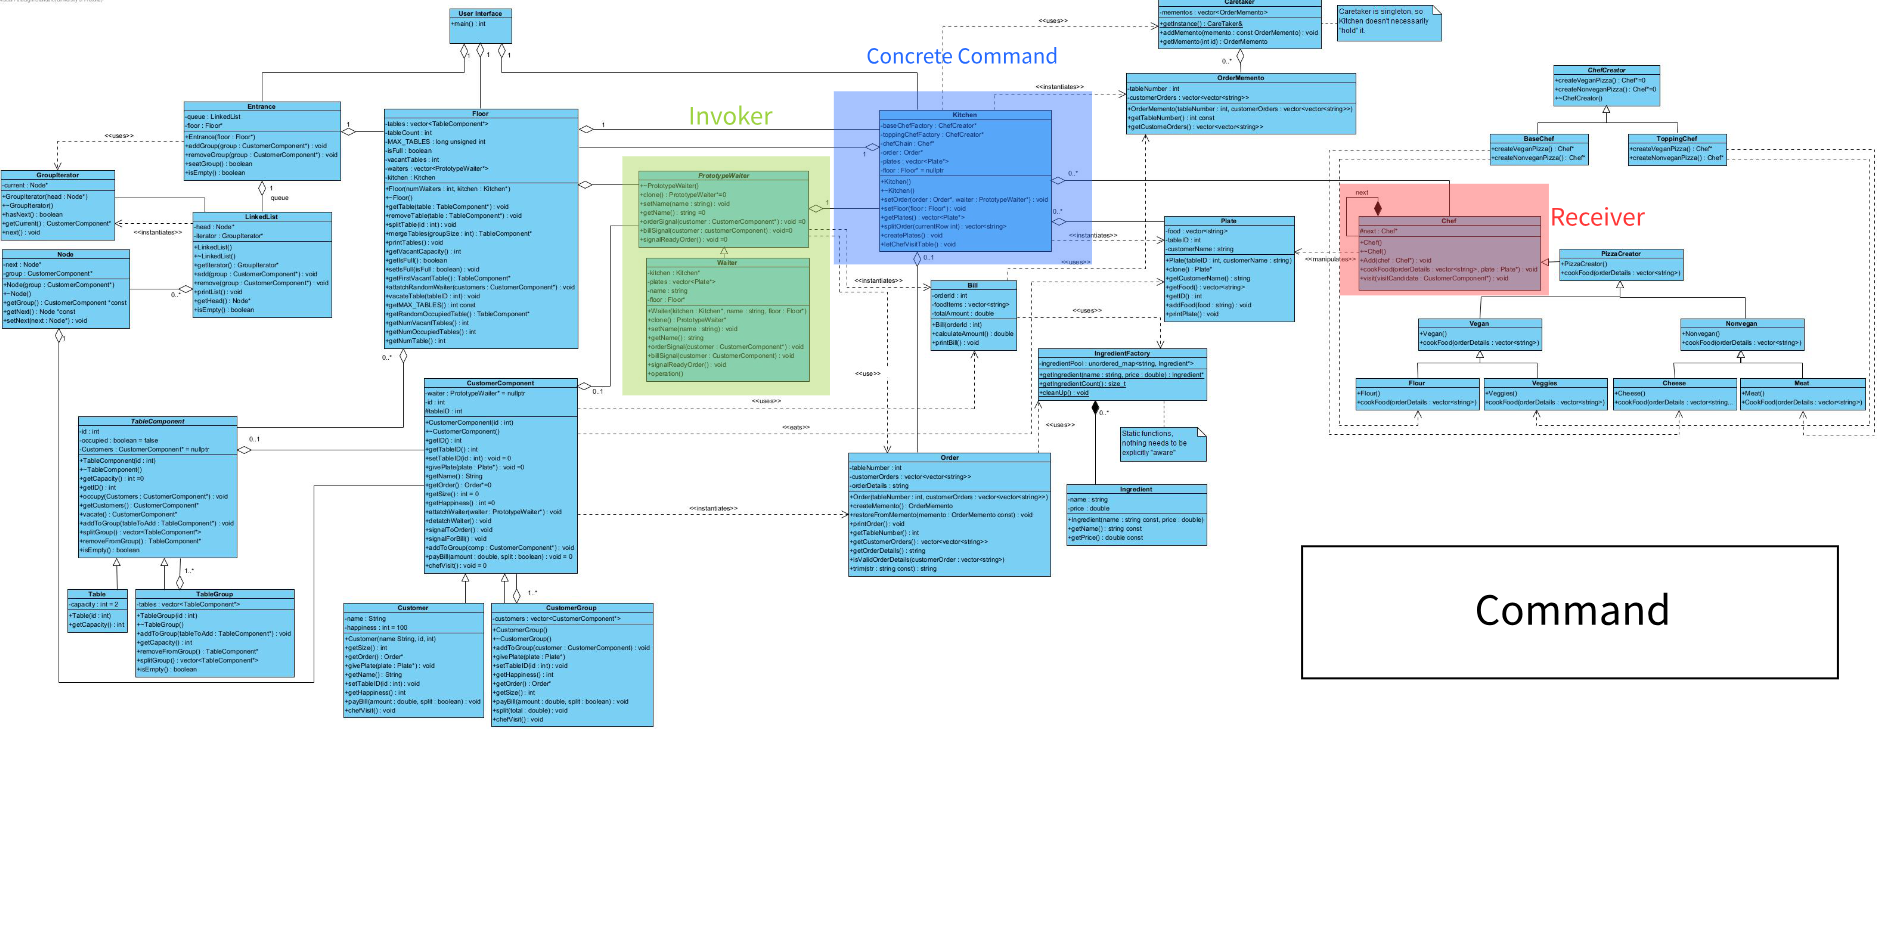 User Interface
+main() : int
Caretaker
-mementos : vector<OrderMemento>
+getInstance() : CareTaker&
+addMemento(memento : const OrderMemento) : void
+getMemento(int id) : OrderMemento
Caretaker is singleton, so
Kitchen doesn't necessarily
"hold" it.
<<uses>>
Concrete Command
Invoker
Receiver
Command
0..*
<<instantiates>>
OrderMemento
-tableNumber : int
-customerOrders : vector<vector<string>>
+OrderMemento(tableNumber : int, customerOrders : vector<vector<string>>)
+getTableNumber() : int const
+getCustomeOrders() : vector<vector<string>>
ChefCreator
+createVeganPizza() : Chef*=0
+createNonveganPizza() : Chef*=0
+~ChefCreator()
BaseChef
+createVeganPizza() : Chef*
+createNonveganPizza() : Chef*
ToppingChef
+createVeganPizza() : Chef*
+createNonveganPizza() : Chef*
Entrance
-queue : LinkedList
-floor : Floor*
+Entrance(floor : Floor*)
+addGroup(group : CustomerComponent*) : void
+removeGroup(group : CustomerComponent*) : void
+seatGroup() : boolean
+isEmpty() : boolean
1
queue
<<uses>>
GroupIterator
-current : Node*
+GroupIterator(head : Node*)
+~GroupIterator()
+hasNext() : boolean
+getCurrent() : CustomerComponent*
+next() : void
<<instantiates>>
LinkedList
-head : Node*
-iterator : GroupIterator*
+LinkedList()
+~LinkedList()
+getIterator() : GroupIterator*
+add(group : CustomerComponent*) : void
+remove(group : CustomerComponent*) : void
+printList() : void
+getHead() : Node*
+isEmpty() : boolean
Node
-next : Node*
-group : CustomerComponent*
+Node(group : CustomerComponent*)
+~Node()
+getGroup() : CustomerComponent *const
+getNext() : Node *const
+setNext(next : Node*) : void
0..*
1
Floor
-tables : vector<TableComponent*>
-tableCount : int
-MAX_TABLES : long unsigned int
-isFull : boolean
-vacantTables : int
-waiters : vector<PrototypeWaiter*>
-kitchen : Kitchen
+Floor(numWaiters : int, kitchen : Kitchen*)
+~Floor()
+getTable(table : TableComponent*) : void
+removeTable(table : TableComponent*) : void
+splitTable(id : int) : void
+mergeTables(groupSize : int) : TableComponent*
+printTables() : void
+getVacantCapacity() : int
+getIsFull() : boolean
+setIsFull(isFull : boolean) : void
+getFirstVacantTable() : TableComponent*
+attatchRandomWaiter(customers : CustomerComponent*)
+vacateTable(tableID : int) : void
+getMAX_TABLES() : int const
+getRandomOccupiedTable() : TableComponent*
+getNumVacantTables() : int
+getNumOccupiedTables() : int
+getNumTable() : int
PrototypeWaiter
+~PrototypeWaiter()
+clone() : PrototypeWaiter*=0
+setName(name : string) : void
+getName() : string =0
+orderSignal(customer : CustomerComponent*) : void =0
+billSignal(customer : customerComponent) : void=0
+signalReadyOrder() : void =0
Waiter
-kitchen : Kitchen*
-plates : vector<Plate*>
-name : string
-floor : Floor*
+Waiter(kitchen : Kitchen*, name : string, floor : Floor*)
+clone() : PrototypeWaiter*
+setName(name : string) : void
+getName() : string
+orderSignal(customer : CustomerComponent*) : void
+billSignal(customer : CustomerComponent) : void
+signalReadyOrder() : void
+operation()
Kitchen
-baseChefFactory : ChefCreator*
-toppingChefFactory : ChefCreator*
-chefChain : Chef*
-order : Order*
-plates : vector<Plate*>
-floor : Floor* = nullptr
+Kitchen()
+~Kitchen()
+setOrder(order : Order*, waiter : PrototypeWaiter*) : void
+setFloor(floor : Floor*) : void
+getPlates() : vector<Plate*>
+splitOrder(currentRow int) : vector<string>
+createPlates() : void
+letChefVisitTable() : void
0..*
0..*
<<instantiates>>
0..1
<<uses>>
<<instantiates>>
Plate
-food : vector<string>
-tableID : int
-customerName : string
+Plate(tableID : int, customerName : string)
+clone() : Plate*
+getCustomerName() : string
+getFood() : vector<string>
+getID() : int
+addFood(food : string) : void
+printPlate() : void
<<manipulates>>
next
Chef
#next : Chef*
+Chef()
+~Chef()
+Add(chef : Chef*) : void
+cookFood(orderDetails : vector<string>, plate : Plate*) : void
+visit(visitCandidate : CustomerComponent*) : void
PizzaCreator
+PizzaCreator()
+cookFood(orderDetails : vector<string>)
Vegan
+Vegan()
+cookFood(orderDetails : vector<string>)
Nonvegan
+Nonvegan()
+cookFood(orderDetails : vector<string>)
Flour
+Flour()
+cookFood(orderDetails : vector<string>)
Veggies
+Veggies()
+cookFood(orderDetails : vector<string>)
Cheese
+Cheese()
+cookFood(orderDetails : vector<string>...
Meat
+Meat()
+CookFood(orderDetails : vector<string>)
Bill
-orderId : int
-foodItems : vector<string>
-totalAmount : double
+Bill(orderId : int)
+calculateAmount() : double
+printBill() : void
<<uses>>
IngredientFactory
-ingredientPool : unordered_map<string, Ingredient*>
+getIngredient(name : string, price : double) : Ingredient*
+getIngredientCount() : size_t
+cleanUp() : void
0..*
<<uses>>
Static functions,
nothing needs to be
explicitly "aware"
Ingredient
-name : string
-price : double
+Ingredient(name : string const, price : double)
+getName() : string const
+getPrice() : double const
<<use>>
<<uses>>
<<eats>>
<<instantiates>>
Order
-tableNumber : int
-customerOrders : vector<vector<string>>
-orderDetails : string
+Order(tableNumber : int, customerOrders : vector<vector<string>>)
+createMemento() : OrderMemento
+restoreFromMemento(memento : OrderMemento const) : void
+printOrder() : void
+getTableNumber() : int
+getCustomerOrders() : vector<vector<string>>
+getOrderDetails() : string
+isValidOrderDetails(customerOrder : vector<string>)
+trim(str : string const) : string
CustomerComponent
-waiter : PrototypeWaiter* = nullptr
-id : int
#tableID : int
+CustomerComponent(id : int)
+~CustomerComponent()
+getID() : int
+getTableID() : int
+setTableID(id : int) : void = 0
+givePlate(plate : Plate*) : void =0
+getName() : String
+getOrder() : Order*=0
+getSize() : int = 0
+getHappiness() : int =0
+attatchWaiter(waiter : PrototypeWaiter*) : void
+detatchWaiter() : void
+signalToOrder() : void
+signalForBill() : void
+addToGroup(comp : CustomerComponent*) : void
+payBill(amount : double, split : boolean) : void = 0
+chefVisit() : void = 0
0..1
0..*
0..1
TableComponent
-id : int
-occupied : boolean = false
-Customers : CustomerComponent* = nullptr
+TableComponent(id : int)
+~TableComponent()
+getCapacity() : int =0
+getID() : int
+occupy(Customers : CustomerComponent*) : void
+getCustomers() : CustomerComponent*
+vacate() : CustomerComponent*
+addToGroup(tableToAdd : TableComponent*) : void
+splitGroup() : vector<TableComponent*>
+removeFromGroup() : TableComponent*
+isEmpty() : boolean
1..*
Table
-capacity : int = 2
+Table(id : int)
+getCapacity() : int
TableGroup
-tables : vector<TableComponent*>
+TableGroup(id : int)
+~TableGroup()
+addToGroup(tableToAdd : TableComponent*) : void
+getCapacity() : int
+removeFromGroup() : TableComponent*
+splitGroup() : vector<TableComponent*>
+isEmpty() : boolean
Customer
-name : String
-happiness : int = 100
+Customer(name String, id, int)
+getSize() : int
+getOrder() : Order*
+givePlate(plate : Plate*) : void
+getName() : String
+setTableID(id : int) : void
+getHappiness() : int
+payBill(amount : double, split : boolean) : void
+chefVisit() : void
1..*
CustomerGroup
-customers : vector<CustomerComponent*>
+CustomerGroup()
+~CustomerGroup()
+addToGroup(customer : CustomerComponent) : void
+givePlate(plate : Plate*)
+setTableID(id : int) : void
+getHappiness() : int
+getOrder() : Order*
+getSize() : int
+payBill(amount : double, split : boolean) : void
+split(total : double) : void
+chefVisit() : void